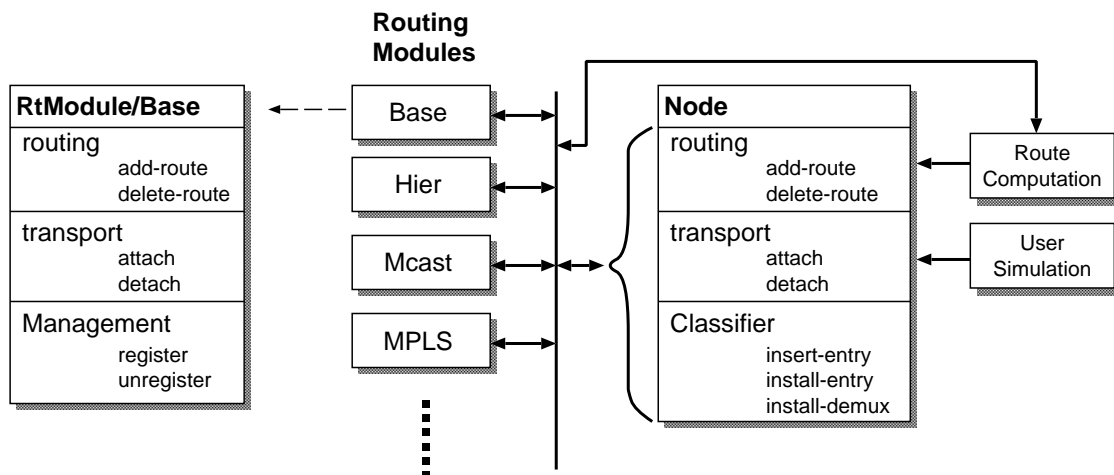 Routing
Modules
RtModule/Base
routing
add-route
delete-route
transport
attach
detach
Management
register
unregister
Base
Hier
Mcast
MPLS
Node
routing
add-route
delete-route
transport
attach
detach
Classifier
insert-entry
install-entry
install-demux
Route
Computation
User
Simulation